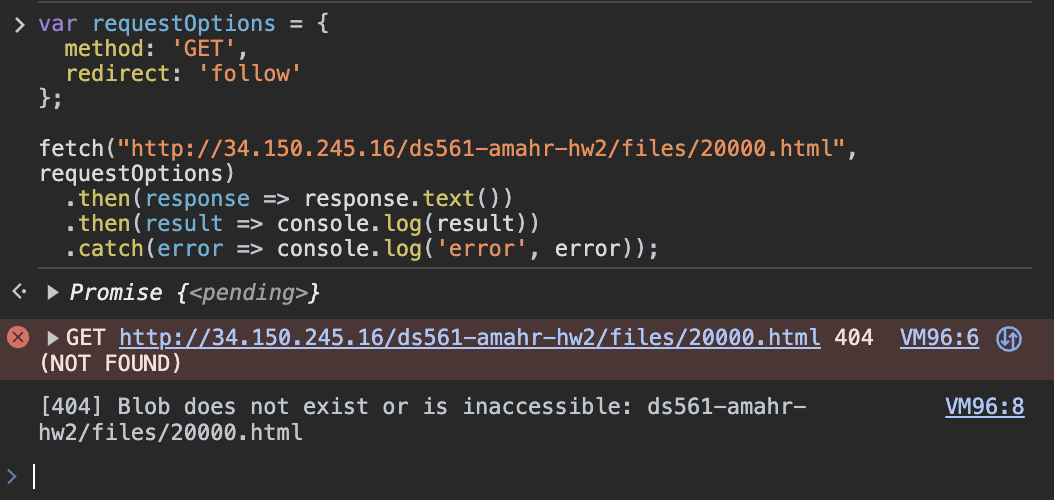 > var requestOptions = {
  method: 'GET',
  redirect: 'follow'
};

fetch("http://34.150.245.16/ds561-amahr-hw2/files/20000.html",
requestOptions)
  .then(response => response.text())
  .then(result => console.log(result))
  .catch(error => console.log('error', error));
Promise {<pending>}
GET http://34.150.245.16/ds561-amahr-hw2/files/20000.html 404 VM96:6
(NOT FOUND)
[404] Blob does not exist or is inaccessible: ds561-amahr- VM96:8
hw2/files/20000.html
>